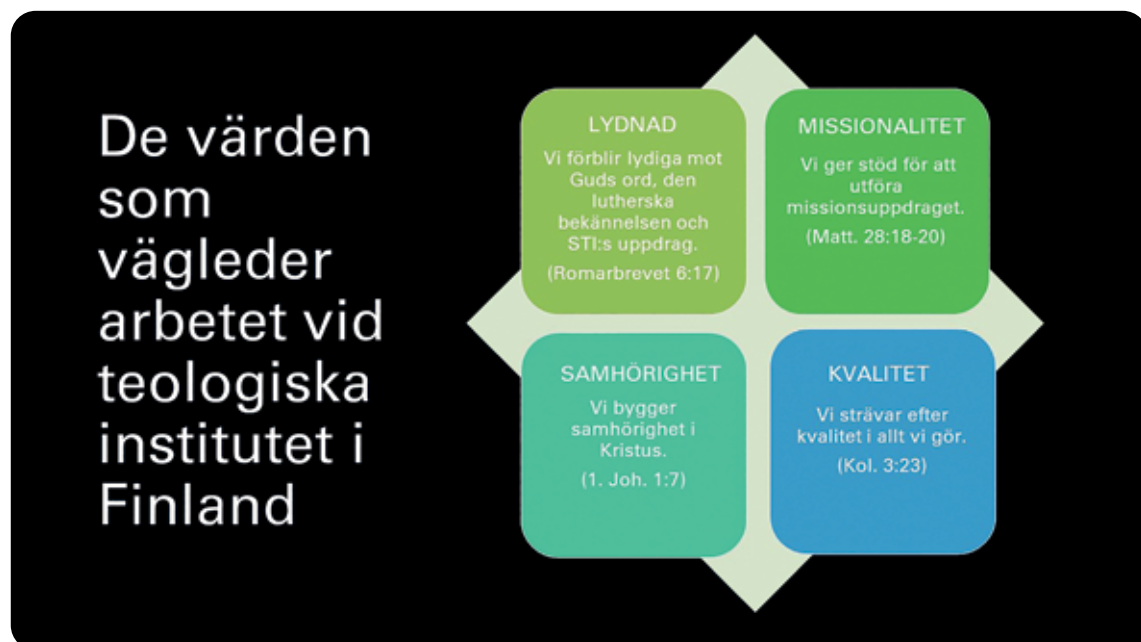 De värden
som
vägleder
arbetet vid
teologiska
institutet i
Finland
LYDNAD
Vi förblir lydiga mot
Guds ord, den
lutherska
bekännelsen och
STI:s uppdrag.
(Romarbrevet 6:17)
MISSIONALITET
Vi ger stöd för att
utföra
missionsuppdraget.
(Matt. 28:18-20)
SAMHÖRIGHET
Vi bygger
samhörighet i
Kristus.
(1. Joh. 1:7)
KVALITET
Vi strävar efter
kvalitet i allt vi gör.
(Kol. 3:23)